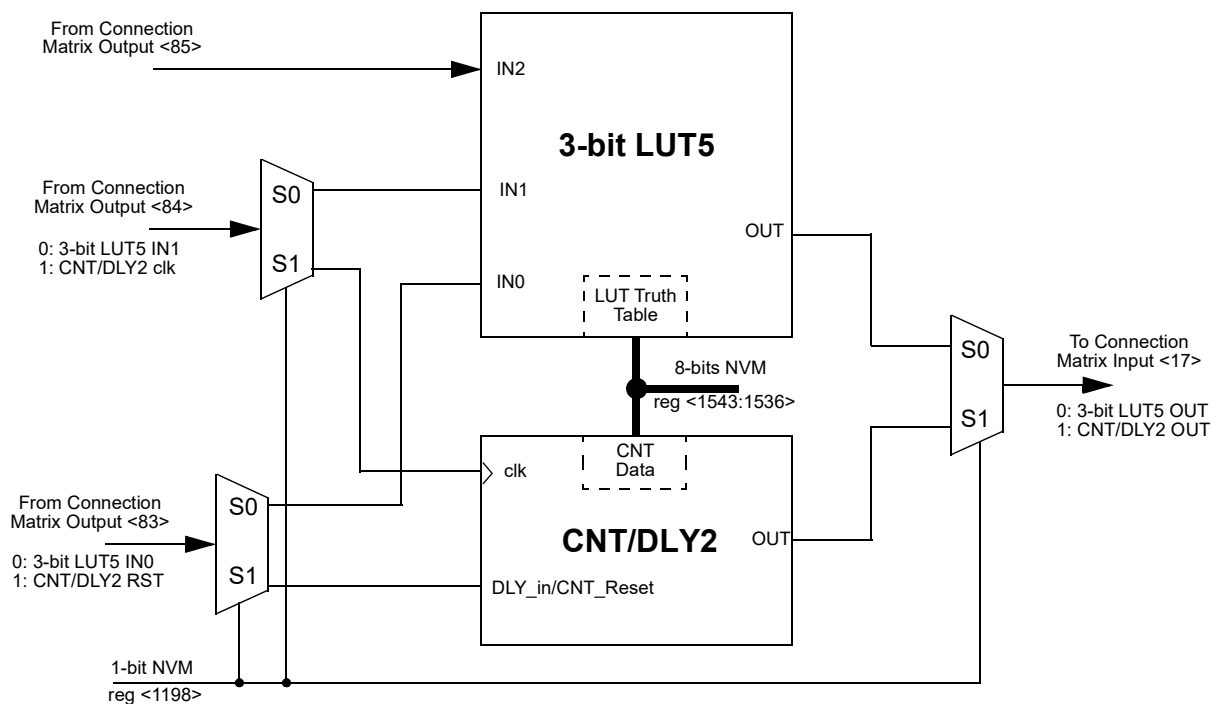 From Connection
Matrix Output <85>
IN2
3-bit LUT5
From Connection
Matrix Output <84>
0: 3-bit LUT5 IN1
1: CNT/DLY2 clk
S0
S1
IN1
IN0
OUT
LUT Truth
Table
8-bits NVM
reg <1543:1536>
S0
S1
To Connection
Matrix Input <17>
0: 3-bit LUT5 OUT
1: CNT/DLY2 OUT
From Connection
Matrix Output <83>
0: 3-bit LUT5 IN0
1: CNT/DLY2 RST
S0
S1
clk
CNT
Data
CNT/DLY2
OUT
DLY_in/CNT_Reset
1-bit NVM
reg <1198>